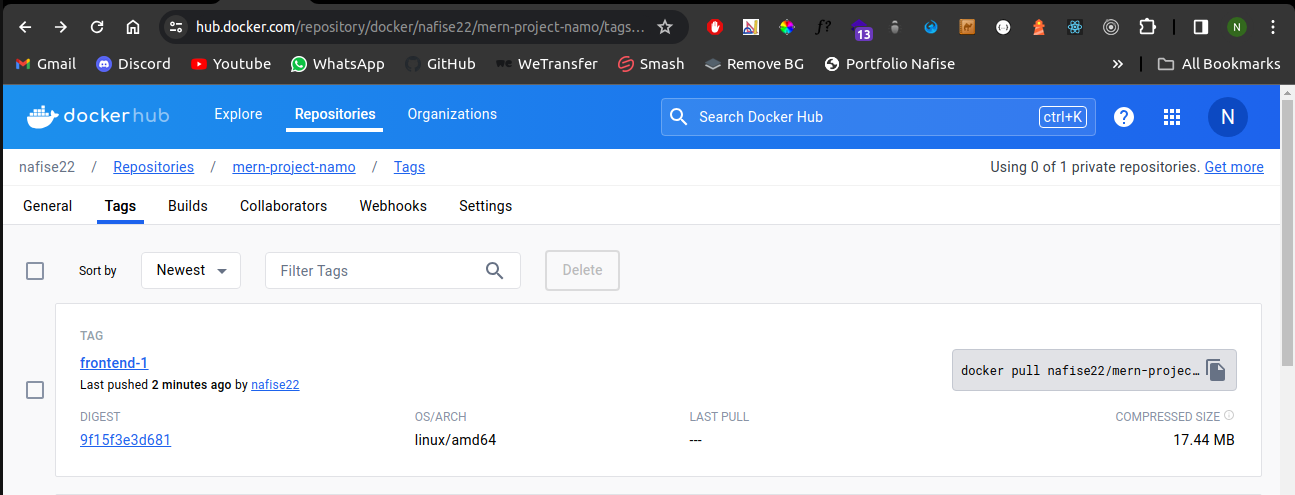 hub.docker.com/repository/docker/nafise22/mern-project-namo/tags...
f?
13
N
Gmail Discord Youtube WhatsApp GitHub we WeTransfer Smash Remove BG Portfolio Nafise » All Bookmarks
docker hub Explore Repositories Organizations Search Docker Hub ctrl+K ? N
nafise22 / Repositories / mern-project-namo / Tags Using 0 of 1 private repositories. Get more
General Tags Builds Collaborators Webhooks Settings
Sort by Newest Filter Tags Delete
TAG
frontend-1
Last pushed 2 minutes ago by nafise22
docker pull nafise22/mern-projec...
DIGEST OS/ARCH LAST PULL COMPRESSED SIZE
9f15f3e3d681 linux/amd64 --- 17.44 MB